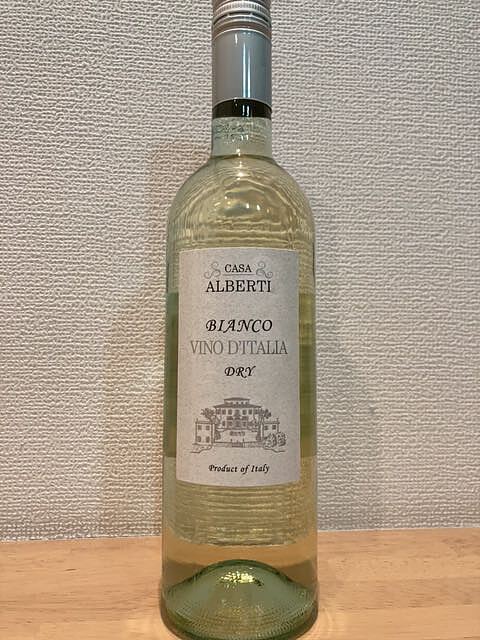 CASA
ALBERTI
BIANCO
VINO D'ITALIA
DRY
Product of Italy